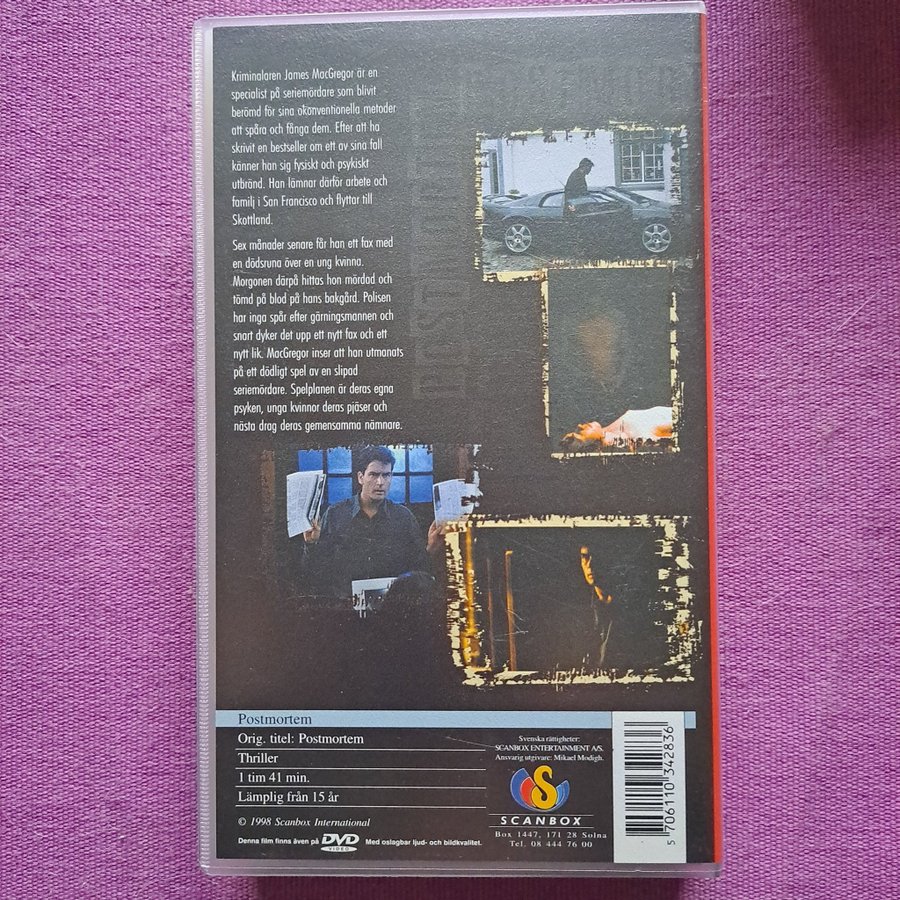 Kriminalaren James MacGregor är en
specialist på seriemördare som blivit
berömd för sina okonventionella metoder
att spåra och fånga dem. Efter att ha
skrivit en bestseller om ett av sina fall
känner han sig fysiskt och psykiskt
utbränd. Han lämnar därför arbete och
familj i San Francisco och flyttar till
Skottland.
Sex månader senare får han ett fax med
en dödsruna över en ung kvinna.
Morgonen därpå hittas hon mördad och
tömd på blod på hans bakgård. Polisen
har inga spår efter gärningsmannen och
snart dyker det upp ett nytt fax och ett
nytt lik. MacGregor inser att han utmanats
på ett dödligt spel av en slipad
seriemördare. Spelplanen är deras egna
psyken, unga kvinnor deras pjäser och
nästa drag deras gemensamma nämnare.
Postmortem
Orig. titel: Postmortem
Thriller
1 tim 41 min.
Lämplig från 15 år
© 1998 Scanbox International
Denna film finns även på DVD VIDEO Med oslagbar ljud- och bildkvalitet.
Svenska rättigheter:
SCANBOX ENTERTAINMENT A/S.
Ansvarig utgivare: Mikael Modigh.
S
SCANBOX
Box 1447, 171 28 Solna
Tel. 08 444 76 00
5 706110 342836